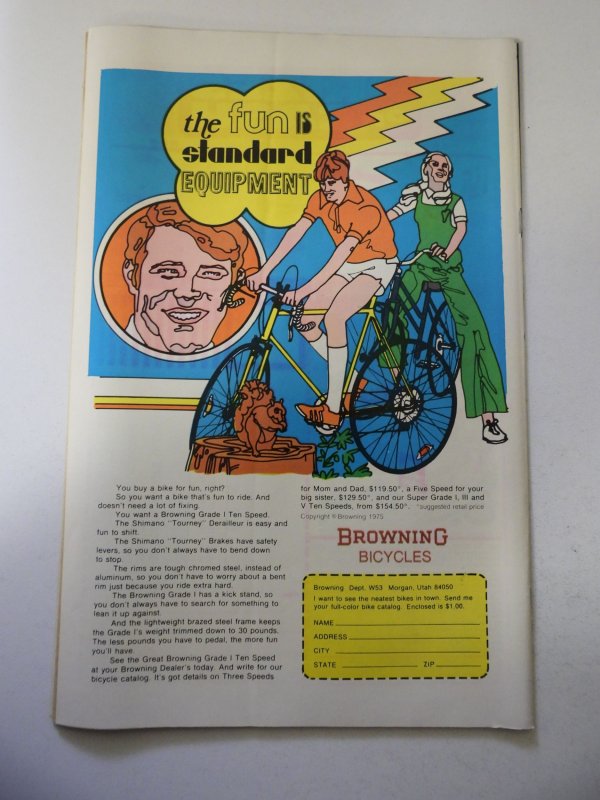 the fun IS
standard
EQUIPMENT
You buy a bike for fun, right?
So you want a bike that's fun to ride. And
doesn't need a lot of fixing.
You want a Browning Grade I Ten Speed.
The Shimano "Tourney" Derailleur is easy and
fun to shift.
The Shimano "Tourney" Brakes have safety
levers, so you don't always have to bend down
to stop.
The rims are tough chromed steel, instead of
aluminum, so you don't have to worry about a bent
rim just because you ride extra hard.
The Browning Grade I has a kick stand, so
you don't always have to search for something to
lean it up against.
And the lightweight brazed steel frame keeps
the Grade I's weight trimmed down to 30 pounds.
The less pounds you have to pedal, the more fun
you'll have.
See the Great Browning Grade I Ten Speed
at your Browning Dealer's today. And write for our
bicycle catalog. It's got details on Three Speeds
for Mom and Dad, $119.50*, a Five Speed for your
big sister, $129.50*, and our Super Grade I, III and
V Ten Speeds, from $154.50*. *suggested retail price
Copyright © Browning 1975
BROWNING
BICYCLES
Browning Dept. W53 Morgan, Utah 84050
I want to see the neatest bikes in town. Send me
your full-color bike catalog. Enclosed is $1.00.
NAME
ADDRESS
CITY
STATE ZIP